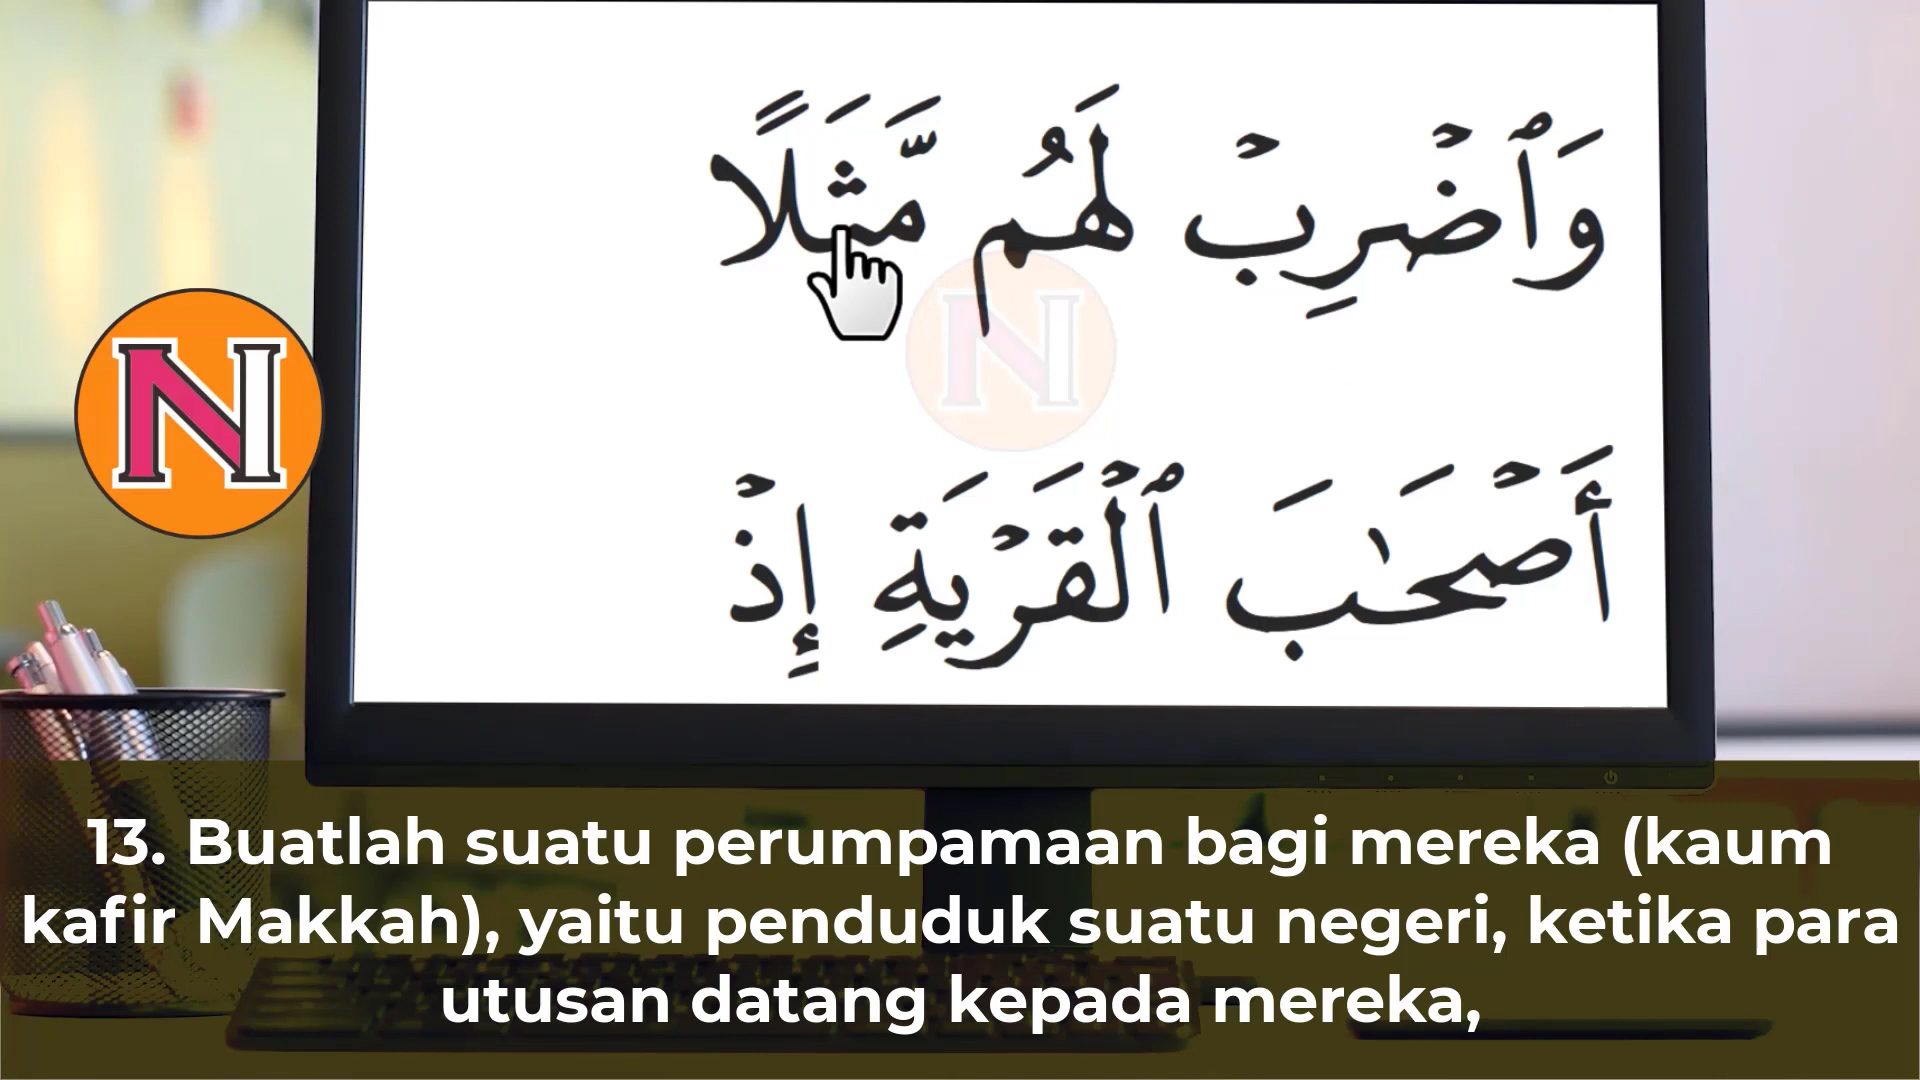 وَٱضْرِبْ لَهُم مَّثَلًا
أَصْحَٰبَ ٱلْقَرْيَةِ إِذْ
N
N
13. Buatlah suatu perumpamaan bagi mereka (kaum
kafir Makkah), yaitu penduduk suatu negeri, ketika para
utusan datang kepada mereka,